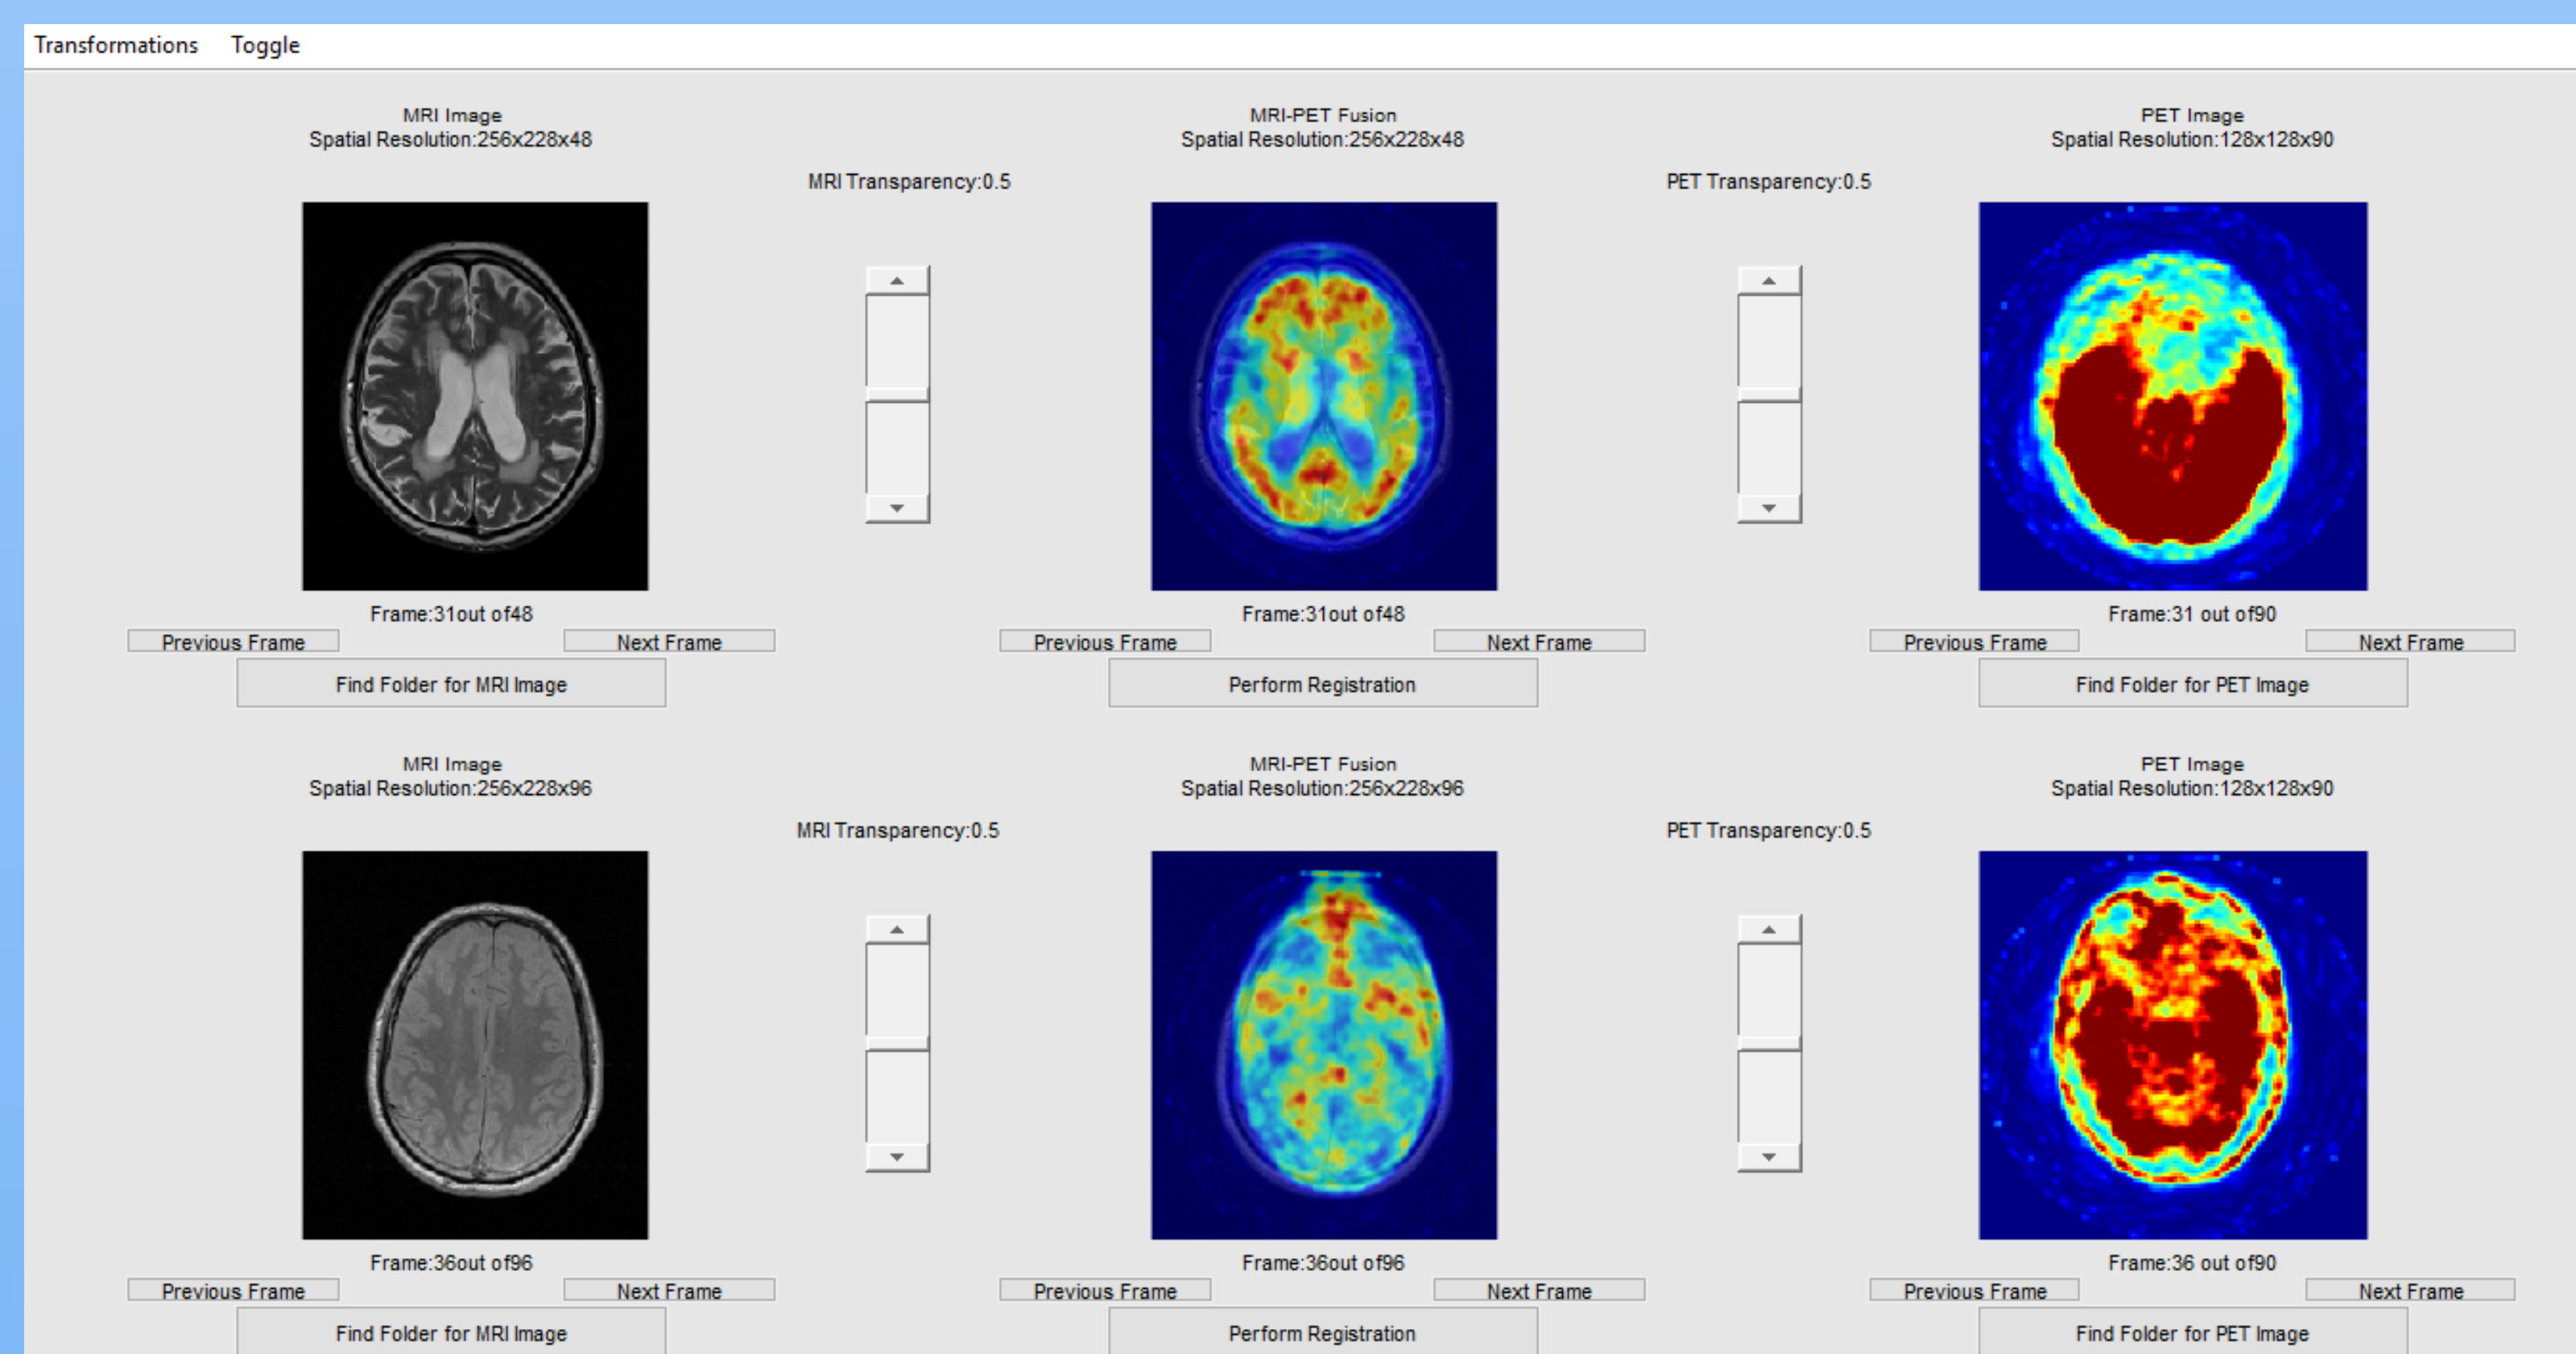 Transformations Toggle
MRI Image
Spatial Resolution:256x228x48
MRI-PET Fusion
Spatial Resolution:256x228x48
PET Image
Spatial Resolution:128x128x90
MRI Transparency:0.5
PET Transparency:0.5
Frame:31out of48
Frame:31out of48
Frame:31 out of90
Previous Frame
Next Frame
Previous Frame
Next Frame
Previous Frame
Next Frame
Find Folder for MRI Image
Perform Registration
Find Folder for PET Image
MRI Image
Spatial Resolution:256x228x96
MRI-PET Fusion
Spatial Resolution:256x228x96
PET Image
Spatial Resolution:128x128x90
MRI Transparency:0.5
PET Transparency:0.5
Frame:36out of96
Frame:36out of96
Frame:36 out of90
Previous Frame
Next Frame
Previous Frame
Next Frame
Previous Frame
Next Frame
Find Folder for MRI Image
Perform Registration
Find Folder for PET Image